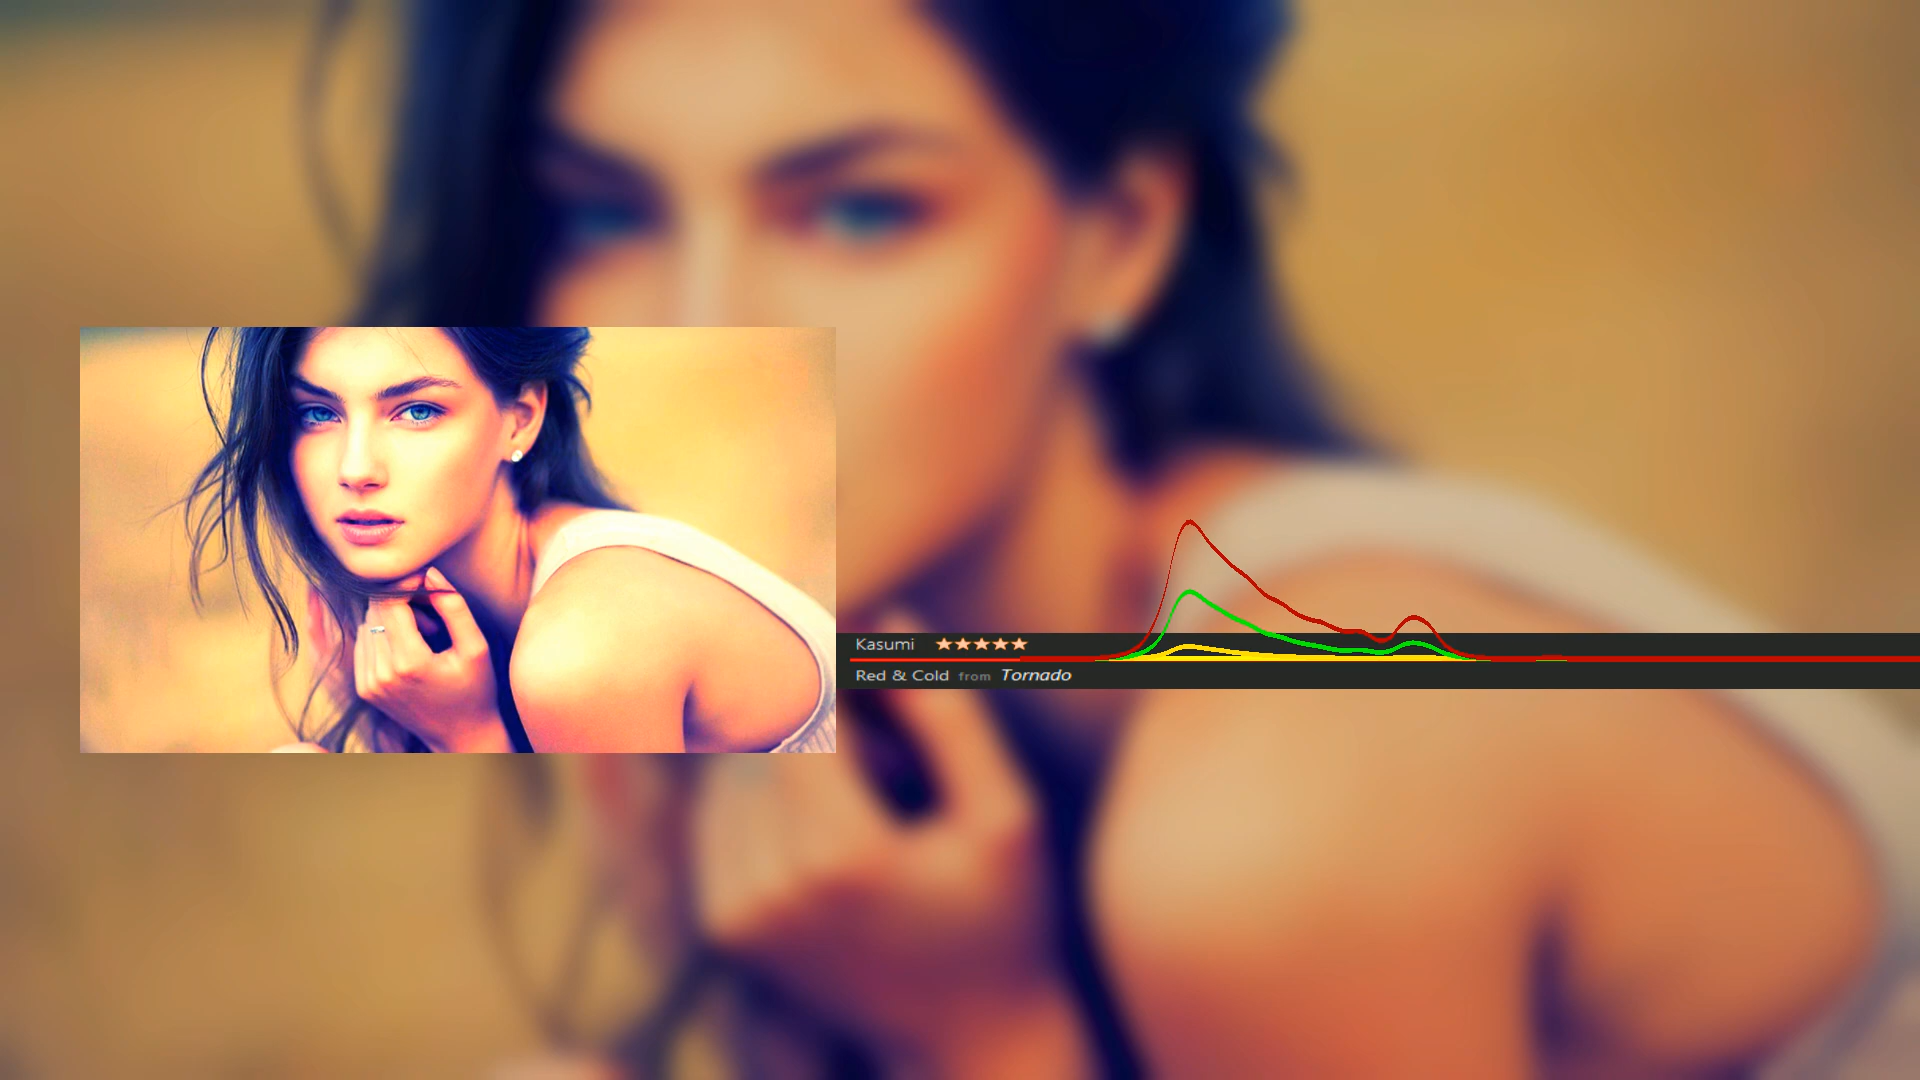 Kasumi ★★★★★
Red & Cold from Tornado